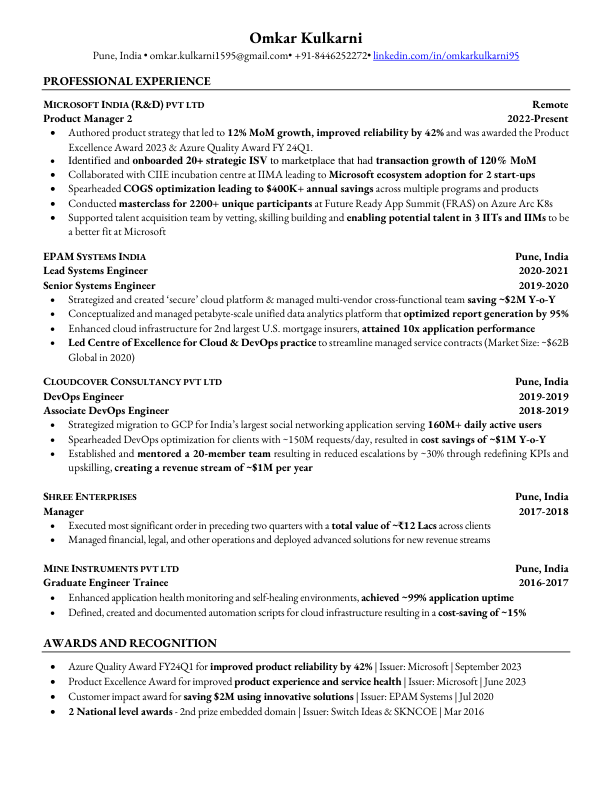 Omkar Kulkarni
Pune, India • omkar.kulkarni1595@gmail.com• +91-8446252272• linkedin.com/in/omkarkulkarni95
PROFESSIONAL EXPERIENCE
MICROSOFT INDIA (R&D) PVT LTD Remote
Product Manager 2 2022-Present
• Authored product strategy that led to 12% MoM growth, improved reliability by 42% and was awarded the Product
Excellence Award 2023 & Azure Quality Award FY 24Q1.
• Identified and onboarded 20+ strategic ISV to marketplace that had transaction growth of 120% MoM
• Collaborated with CIIE incubation centre at IIMA leading to Microsoft ecosystem adoption for 2 start-ups
• Spearheaded COGS optimization leading to $400K+ annual savings across multiple programs and products
• Conducted masterclass for 2200+ unique participants at Future Ready App Summit (FRAS) on Azure Arc K8s
• Supported talent acquisition team by vetting, skilling building and enabling potential talent in 3 IITs and IIMs to be
a better fit at Microsoft
EPAM SYSTEMS INDIA Pune, India
Lead Systems Engineer 2020-2021
Senior Systems Engineer 2019-2020
• Strategized and created ‘secure’ cloud platform & managed multi-vendor cross-functional team saving ~$2M Y-o-Y
• Conceptualized and managed petabyte-scale unified data analytics platform that optimized report generation by 95%
• Enhanced cloud infrastructure for 2nd largest U.S. mortgage insurers, attained 10x application performance
• Led Centre of Excellence for Cloud & DevOps practice to streamline managed service contracts (Market Size: ~$62B
Global in 2020)
CLOUDCOVER CONSULTANCY PVT LTD Pune, India
DevOps Engineer 2019-2019
Associate DevOps Engineer 2018-2019
• Strategized migration to GCP for India’s largest social networking application serving 160M+ daily active users
• Spearheaded DevOps optimization for clients with ~150M requests/day, resulted in cost savings of ~$1M Y-o-Y
• Established and mentored a 20-member team resulting in reduced escalations by ~30% through redefining KPIs and
upskilling, creating a revenue stream of ~$1M per year
SHREE ENTERPRISES Pune, India
Manager 2017-2018
• Executed most significant order in preceding two quarters with a total value of ~₹12 Lacs across clients
• Managed financial, legal, and other operations and deployed advanced solutions for new revenue streams
MINE INSTRUMENTS PVT LTD Pune, India
Graduate Engineer Trainee 2016-2017
• Enhanced application health monitoring and self-healing environments, achieved ~99% application uptime
• Defined, created and documented automation scripts for cloud infrastructure resulting in a cost-saving of ~15%
AWARDS AND RECOGNITION
• Azure Quality Award FY24Q1 for improved product reliability by 42% | Issuer: Microsoft | September 2023
• Product Excellence Award for improved product experience and service health | Issuer: Microsoft | June 2023
• Customer impact award for saving $2M using innovative solutions | Issuer: EPAM Systems | Jul 2020
• 2 National level awards - 2nd prize embedded domain | Issuer: Switch Ideas & SKNCOE | Mar 2016